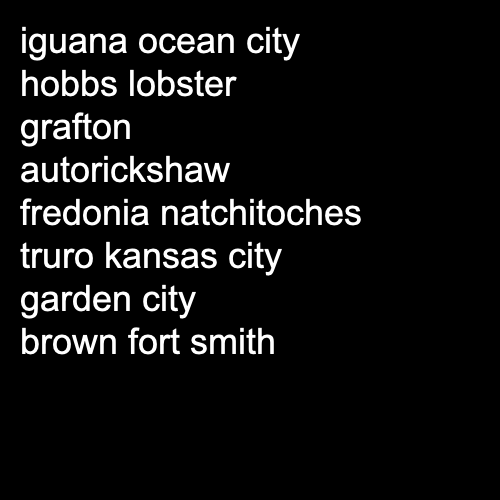 iguana ocean city
hobbs lobster
grafton
autorickshaw
fredonia natchitoches
truro kansas city
garden city
brown fort smith